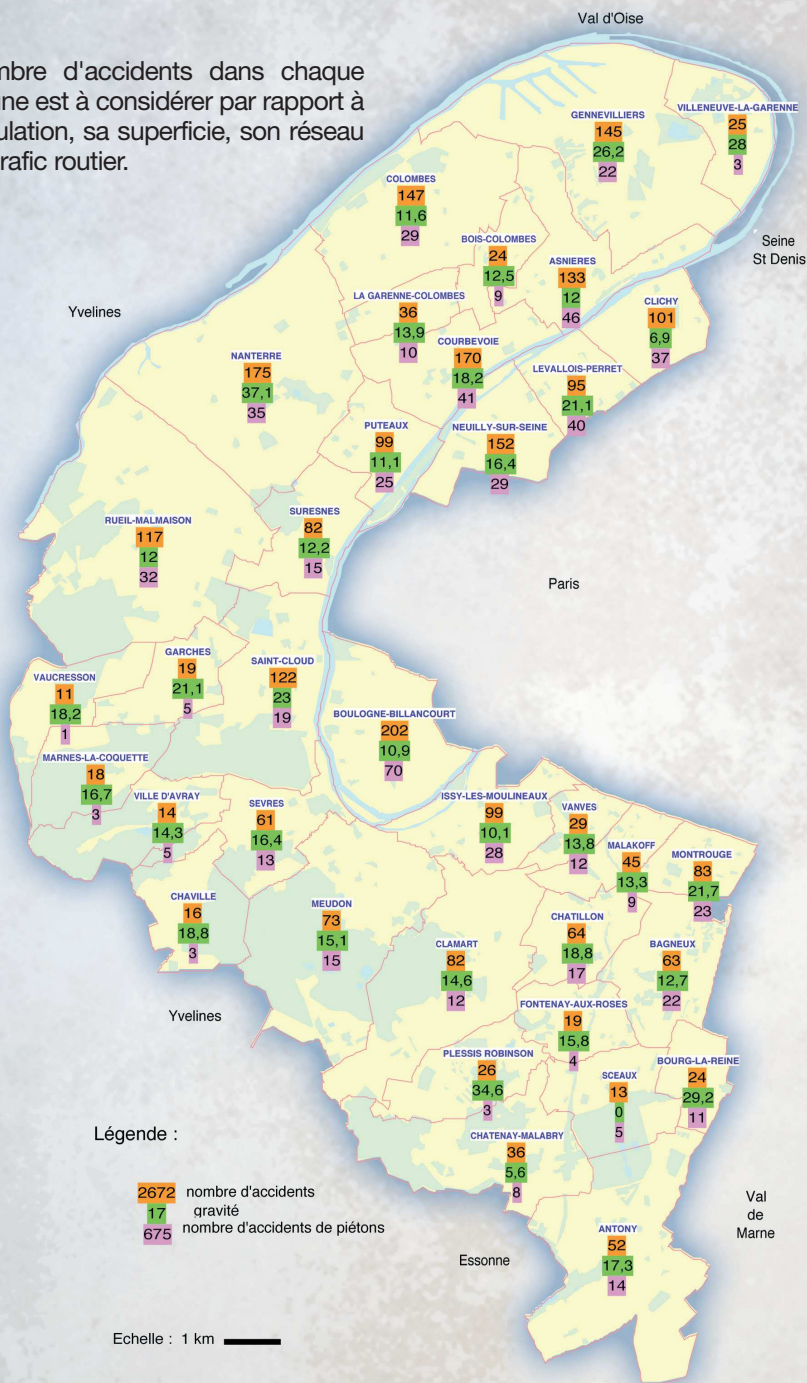 Val d'Oise
mbre d'accidents dans chaque
une est à considérer par rapport à
ulation, sa superficie, son réseau
rafic routier.
GENNEVILLIERS
145
26,2
22
VILLENEUVE-LA-GARENNE
25
28
3
COLOMBES
147
11,6
29
BOIS-COLOMBES
24
12,5
9
ASNIERES
133
12
46
Seine
St Denis
Yvelines
LA GARENNE-COLOMBES
36
13,9
10
CLICHY
101
6,9
37
COURBEVOIE
170
18,2
41
NANTERRE
175
37,1
35
LEVALLOIS-PERRET
95
21,1
40
PUTEAUX
99
11,1
25
NEUILLY-SUR-SEINE
152
16,4
29
RUEIL-MALMAISON
117
12
32
SURESNES
82
12,2
15
Paris
GARCHES
19
21,1
5
SAINT-CLOUD
122
23
19
VAUCRESSON
11
18,2
1
BOULOGNE-BILLANCOURT
202
10,9
70
MARNES-LA-COQUETTE
18
16,7
3
VILLE D'AVRAY
14
14,3
5
SEVRES
61
16,4
13
ISSY-LES-MOULINEAUX
99
10,1
28
VANVES
29
13,8
12
MALAKOFF
45
13,3
9
MONTROUGE
83
21,7
23
CHAVILLE
16
18,8
3
MEUDON
73
15,1
15
CLAMART
82
14,6
12
CHATILLON
64
18,8
17
BAGNEUX
63
12,7
22
Yvelines
FONTENAY-AUX-ROSES
19
15,8
4
PLESSIS ROBINSON
26
34,6
3
SCEAUX
13
0
5
BOURG-LA-REINE
24
29,2
11
CHATENAY-MALABRY
36
5,6
8
Légende :
2672 nombre d'accidents
17 gravité
675 nombre d'accidents de piétons
Val
de
Marne
ANTONY
52
17,3
14
Essonne
Echelle : 1 km